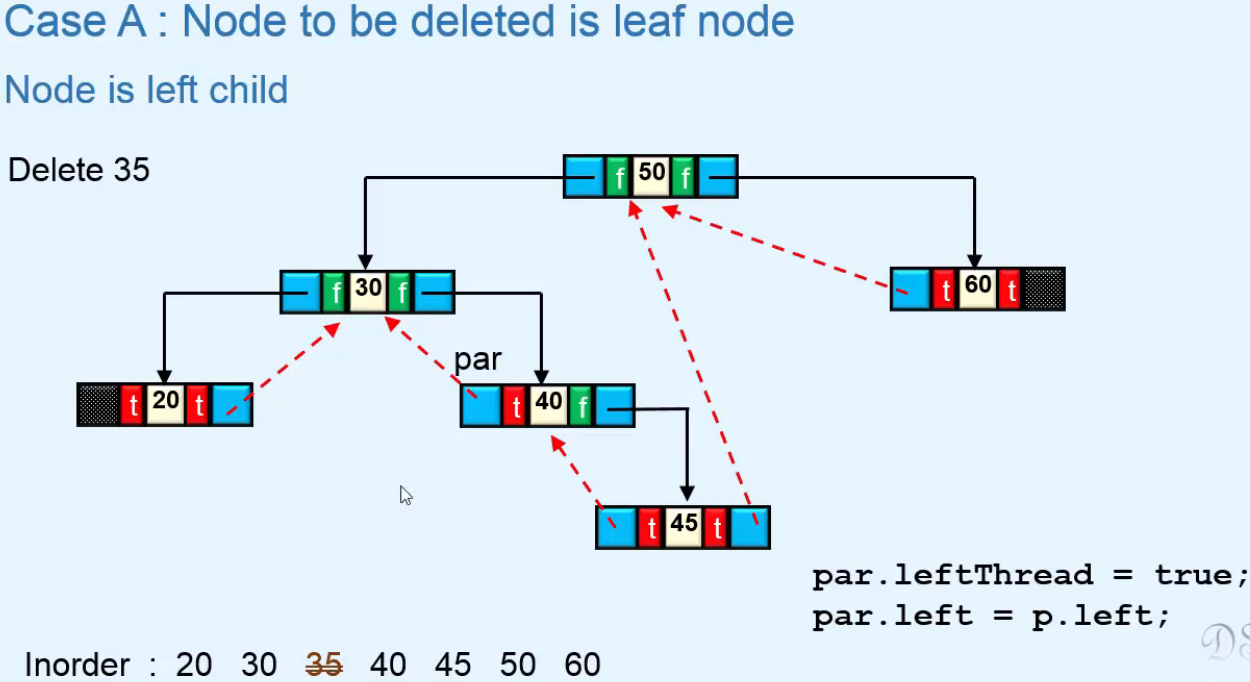 Case A : Node to be deleted is leaf node
Node is left child
Delete 35
f 50 f
f 30 f
t 60 t
par
t 20 t
t 40 f
t 45 t
par.leftThread = true;
par.left = p.left;
Inorder : 20 30 35 40 45 50 60